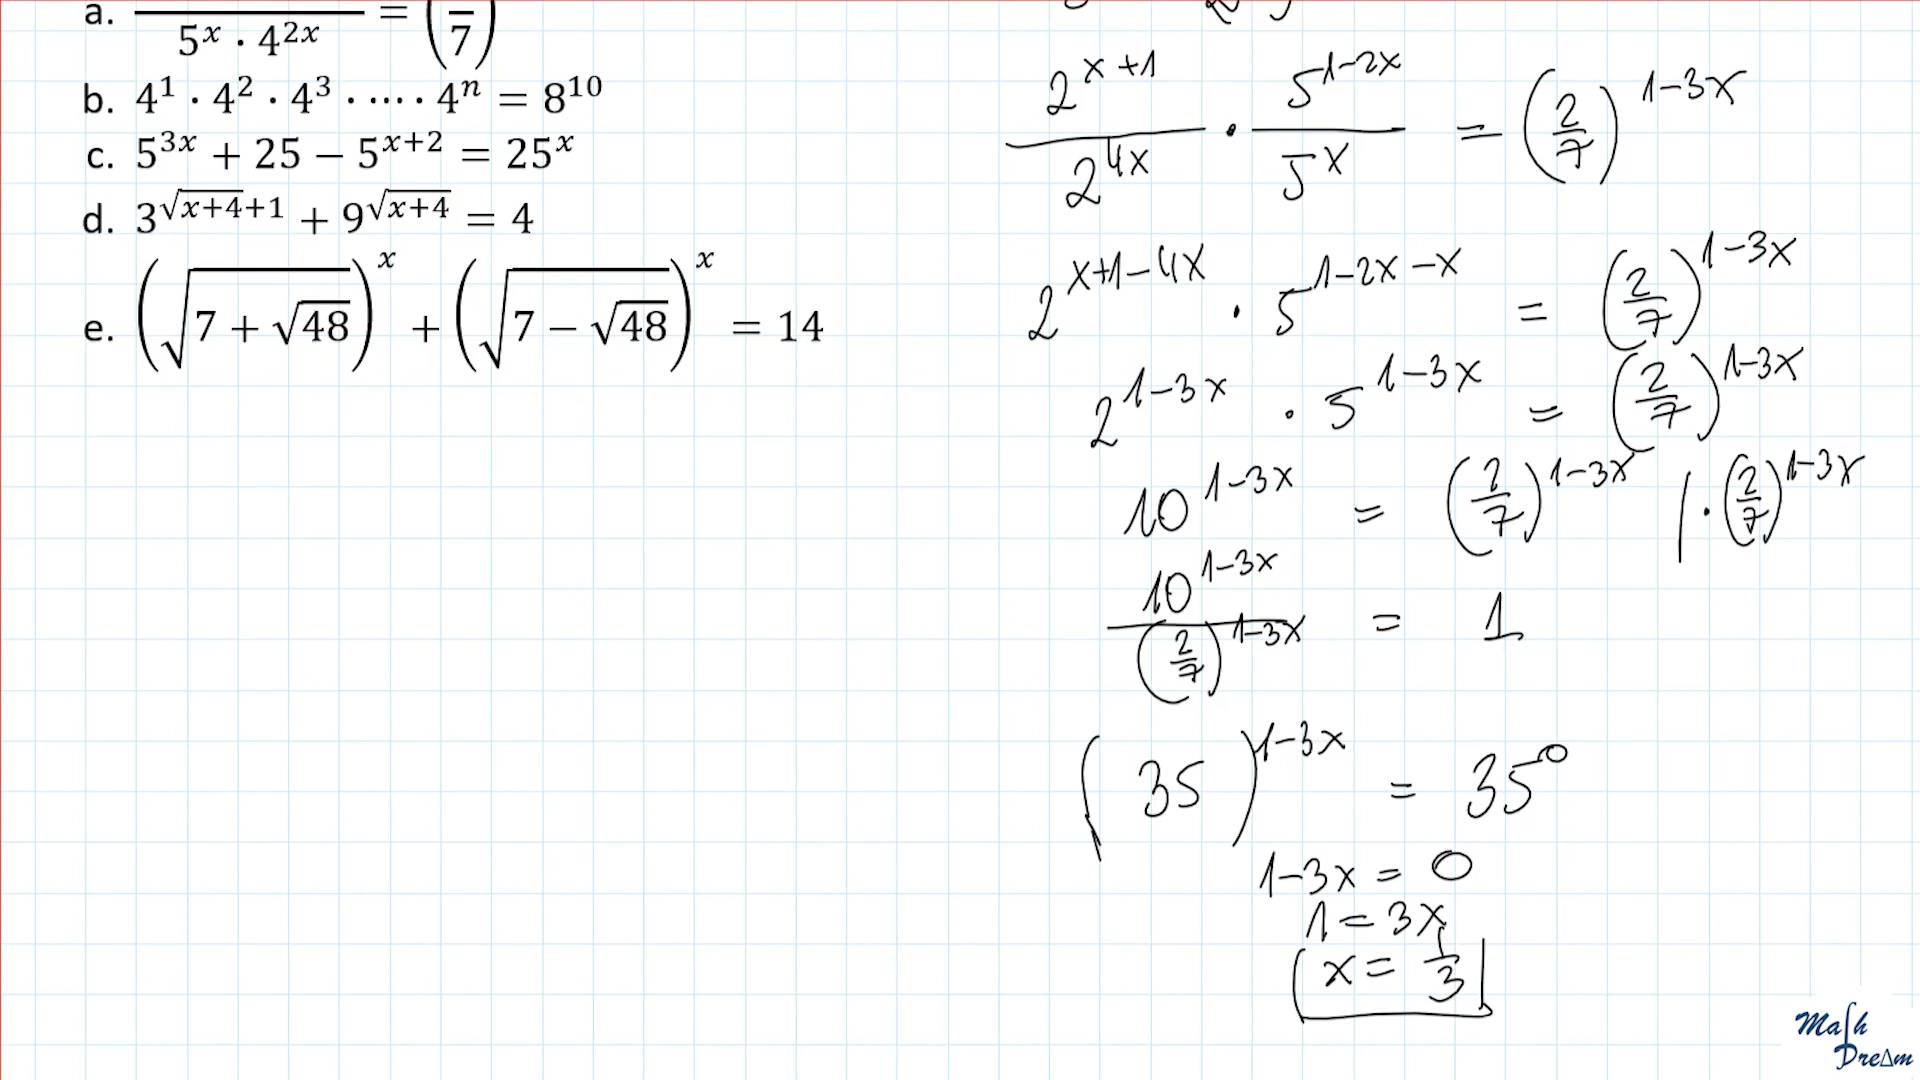 a. ───── = (─/7)
5^x · 4^{2x}
b. 4^1 · 4^2 · 4^3 · ⋯· · 4^n = 8^{10}
c. 5^{3x} + 25 − 5^{x+2} = 25^x
d. 3^{√(x+4)+1} + 9^{√(x+4)} = 4
e. (√(7 + √48))^x + (√(7 − √48))^x = 14
2^{x+1}/2^{4x} · 5^{1-2x}/5^x = (2/7)^{1-3x}
2^{x+1-4x} · 5^{1-2x-x} = (2/7)^{1-3x}
2^{1-3x} · 5^{1-3x} = (2/7)^{1-3x}
10^{1-3x} = (2/7)^{1-3x} | · (2/7)^{1-3x}
10^{1-3x}/(2/7)^{1-3x} = 1
(35)^{1-3x} = 35^0
1-3x = 0
1 = 3x
x = 1/3
Math
Dre∆m